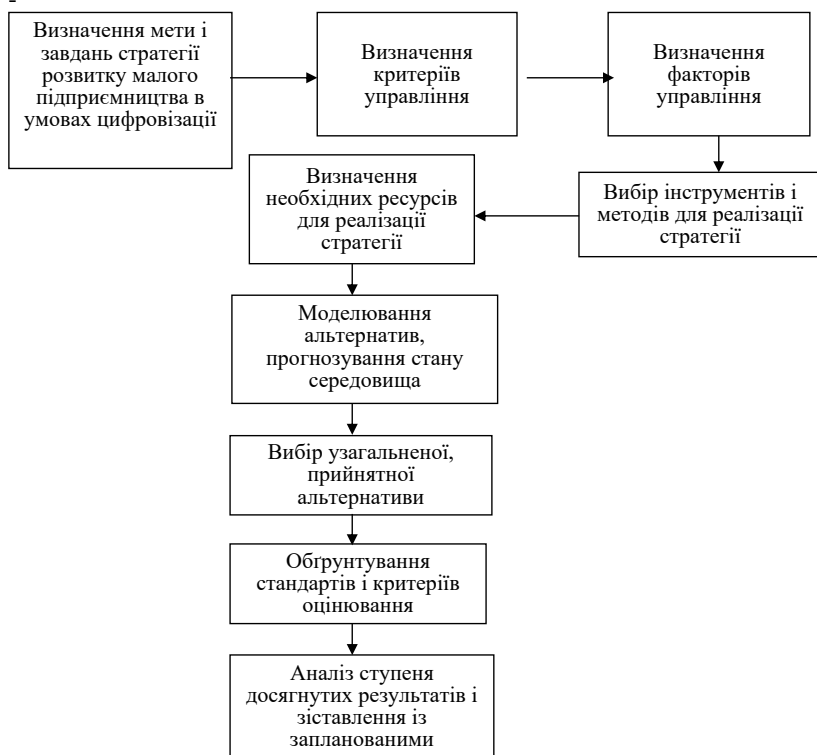 Визначення мети і
завдань стратегії
розвитку малого
підприємництва в
умовах цифровізації
Визначення
критеріїв
управління
Визначення
факторів
управління
Вибір інструментів і
методів для реалізації
стратегії
Визначення
необхідних ресурсів
для реалізації
стратегії
Моделювання
альтернатив,
прогнозування стану
середовища
Вибір узагальненої,
прийнятної
альтернативи
Обґрунтування
стандартів і критеріїв
оцінювання
Аналіз ступеня
досягнутих результатів і
зіставлення із
запланованими